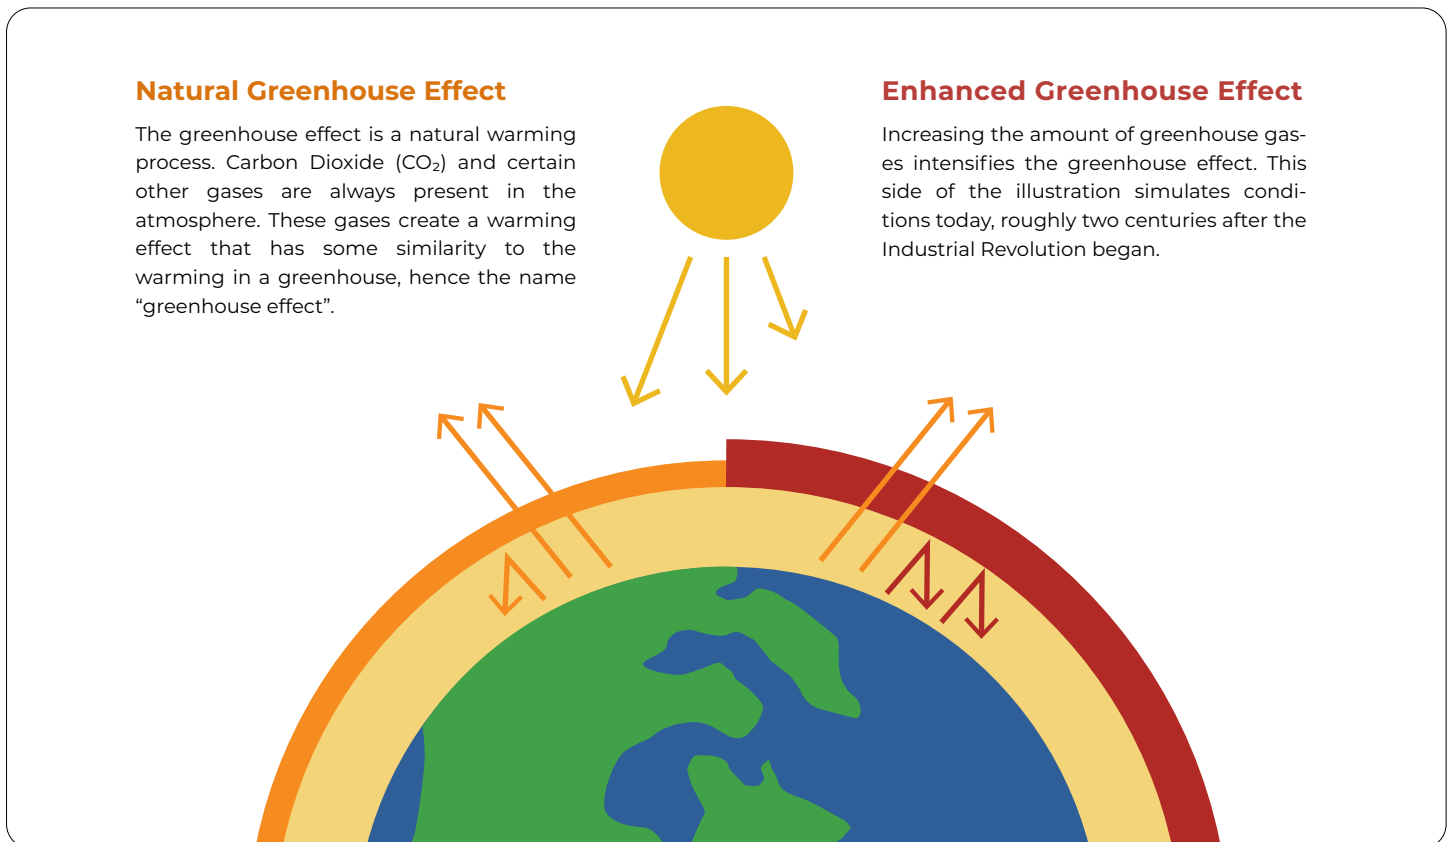 Natural Greenhouse Effect
The greenhouse effect is a natural warming
process. Carbon Dioxide (CO₂) and certain
other gases are always present in the
atmosphere. These gases create a warming
effect that has some similarity to the
warming in a greenhouse, hence the name
“greenhouse effect”.
Enhanced Greenhouse Effect
Increasing the amount of greenhouse gas-
es intensifies the greenhouse effect. This
side of the illustration simulates condi-
tions today, roughly two centuries after the
Industrial Revolution began.